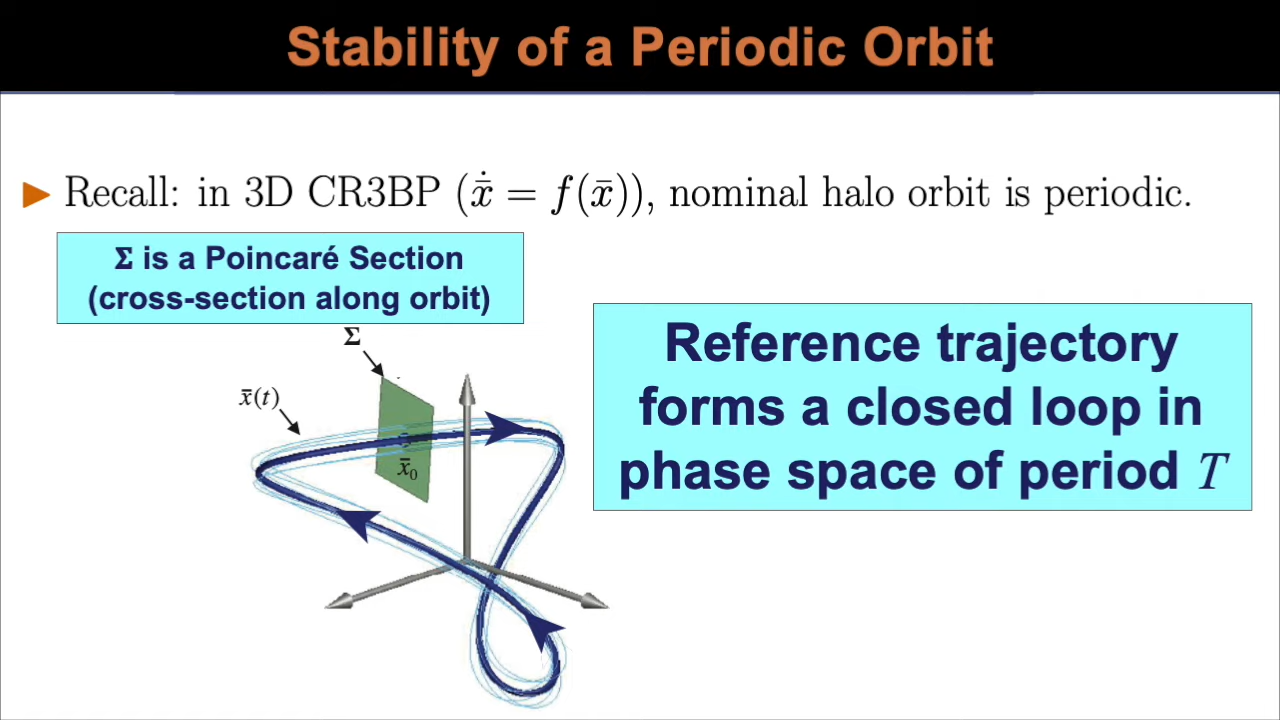 Stability of a Periodic Orbit
Recall: in 3D CR3BP (ẋ̄ = f(x̄)), nominal halo orbit is periodic.
Σ is a Poincaré Section
(cross-section along orbit)
Σ
x̄(t)
x̄₀
Reference trajectory
forms a closed loop in
phase space of period T